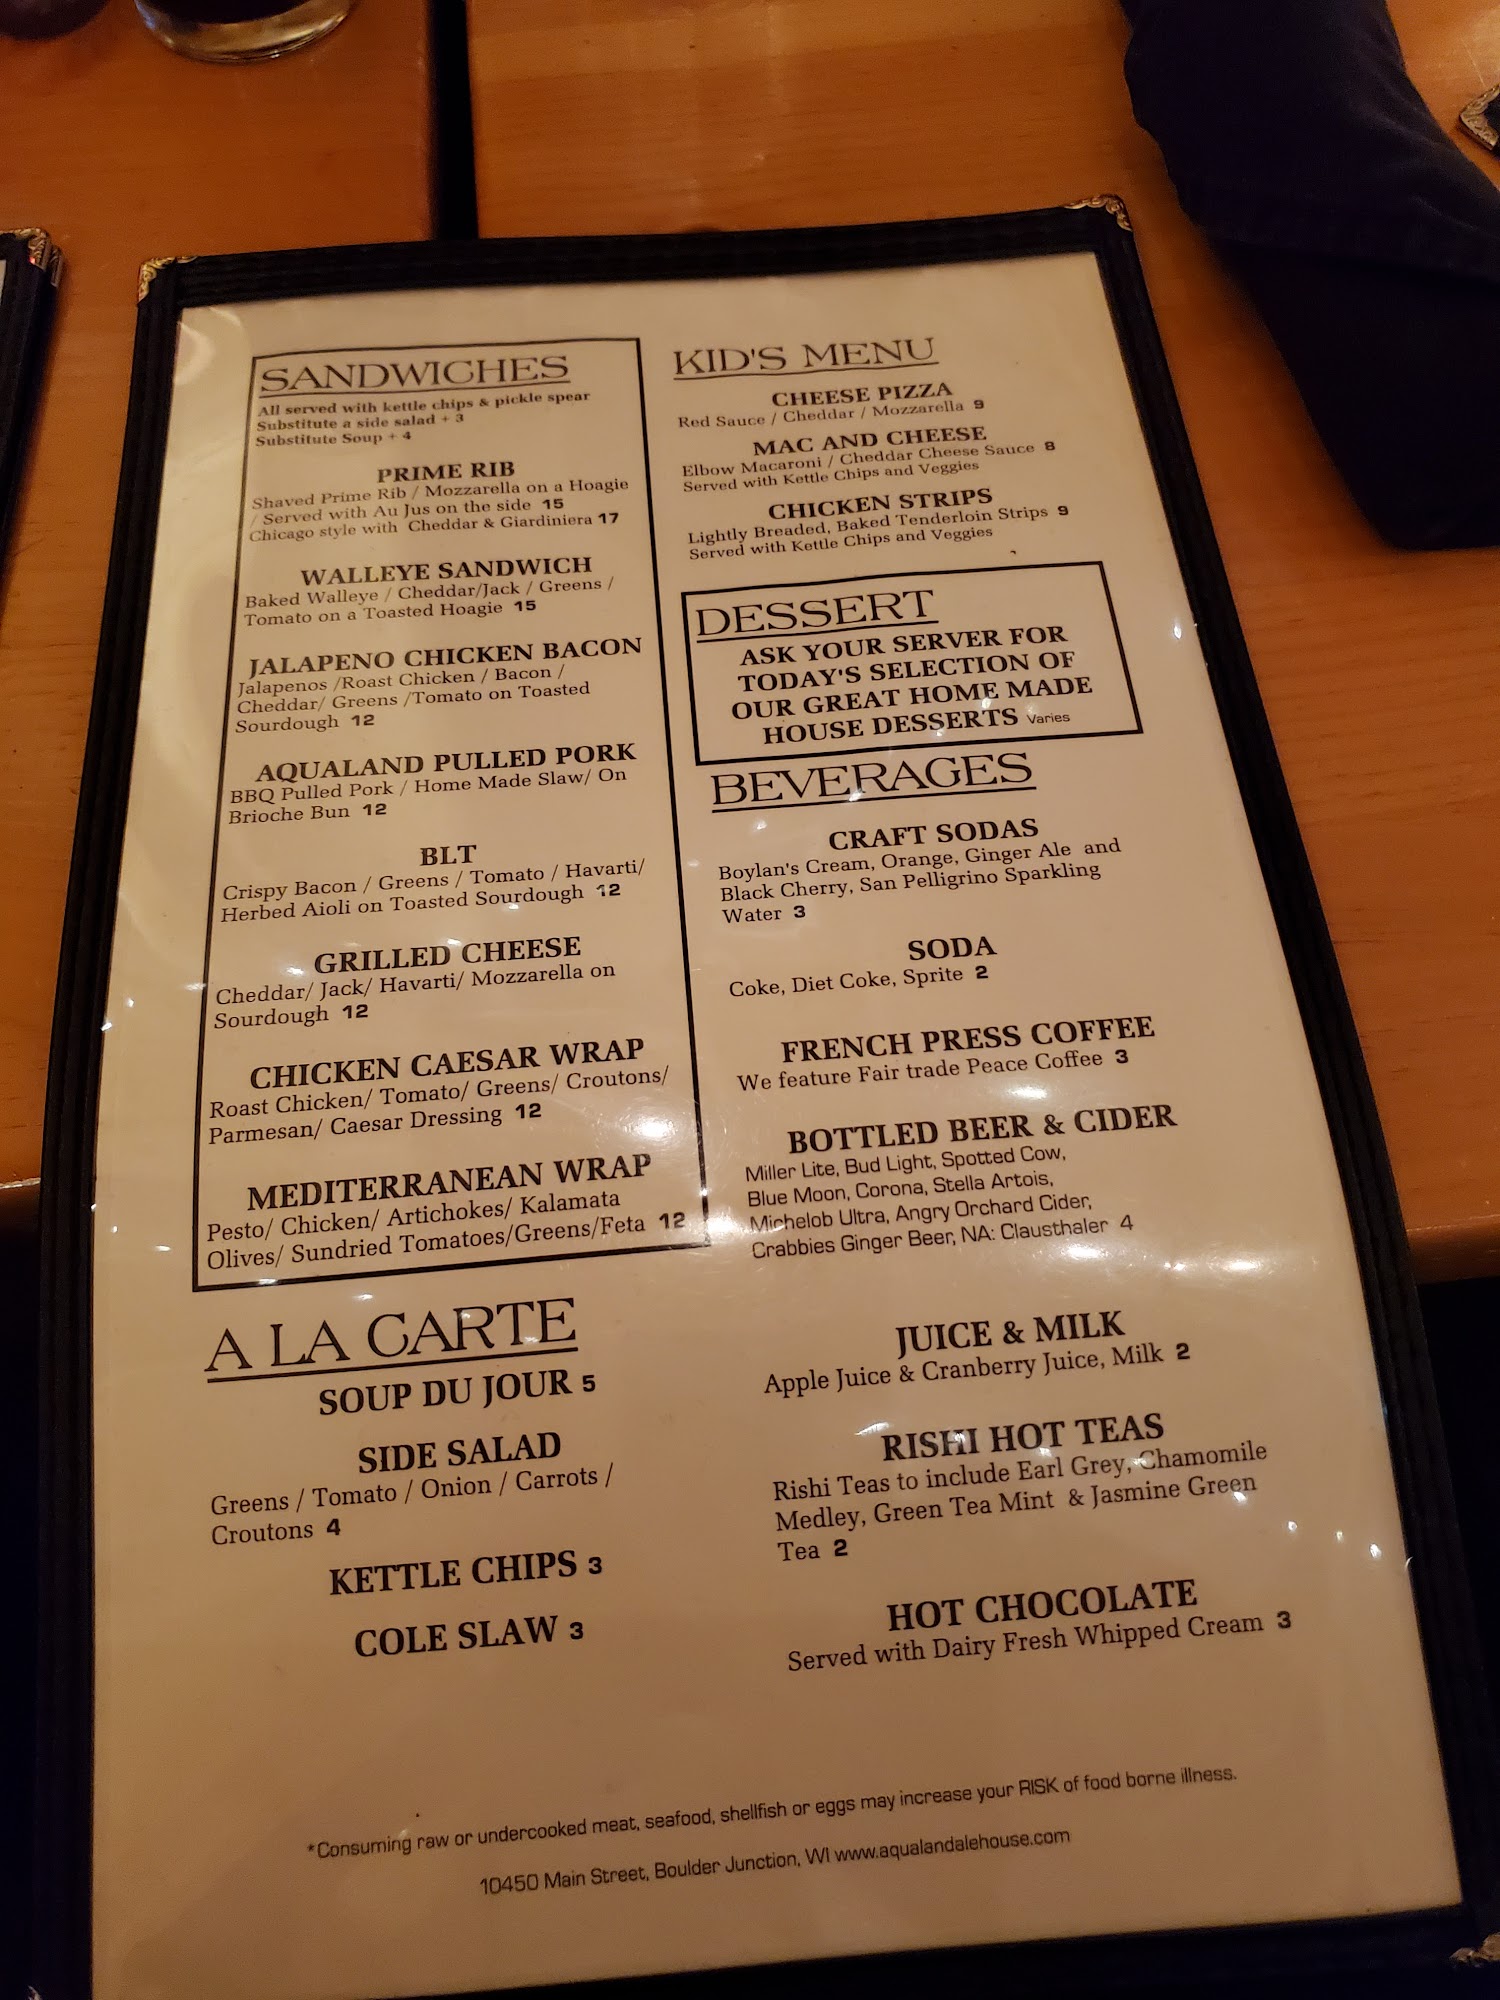 SANDWICHES
All served with kettle chips & pickle spear
Substitute a side salad + 3
Substitute Soup + 4
PRIME RIB
Shaved Prime Rib / Mozzarella on a Hoagie
/ Served with Au Jus on the side 15
Chicago style with Cheddar & Giardiniera 17
WALLEYE SANDWICH
Baked Walleye / Cheddar/Jack / Greens /
Tomato on a Toasted Hoagie 15
JALAPENO CHICKEN BACON
Jalapenos /Roast Chicken / Bacon /
Cheddar/ Greens /Tomato on Toasted
Sourdough 12
AQUALAND PULLED PORK
BBQ Pulled Pork / Home Made Slaw/ On
Brioche Bun 12
BLT
Crispy Bacon / Greens / Tomato / Havarti/
Herbed Aioli on Toasted Sourdough 12
GRILLED CHEESE
Cheddar/ Jack/ Havarti/ Mozzarella on
Sourdough 12
CHICKEN CAESAR WRAP
Roast Chicken/ Tomato/ Greens/ Croutons/
Parmesan/ Caesar Dressing 12
MEDITERRANEAN WRAP
Pesto/ Chicken/ Artichokes/ Kalamata
Olives/ Sundried Tomatoes/Greens/Feta 12
A LA CARTE
SOUP DU JOUR 5
SIDE SALAD
Greens / Tomato / Onion / Carrots /
Croutons 4
KETTLE CHIPS 3
COLE SLAW 3
KID'S MENU
CHEESE PIZZA
Red Sauce / Cheddar / Mozzarella 9
MAC AND CHEESE
Elbow Macaroni / Cheddar Cheese Sauce 8
Served with Kettle Chips and Veggies
CHICKEN STRIPS
Lightly Breaded, Baked Tenderloin Strips 9
Served with Kettle Chips and Veggies
DESSERT
ASK YOUR SERVER FOR
TODAY'S SELECTION OF
OUR GREAT HOME MADE
HOUSE DESSERTS Varies
BEVERAGES
CRAFT SODAS
Boylan's Cream, Orange, Ginger Ale and
Black Cherry, San Pelligrino Sparkling
Water 3
SODA
Coke, Diet Coke, Sprite 2
FRENCH PRESS COFFEE
We feature Fair trade Peace Coffee 3
BOTTLED BEER & CIDER
Miller Lite, Bud Light, Spotted Cow,
Blue Moon, Corona, Stella Artois,
Michelob Ultra, Angry Orchard Cider,
Crabbies Ginger Beer, NA: Clausthaler 4
JUICE & MILK
Apple Juice & Cranberry Juice, Milk 2
RISHI HOT TEAS
Rishi Teas to include Earl Grey, Chamomile
Medley, Green Tea Mint & Jasmine Green
Tea 2
HOT CHOCOLATE
Served with Dairy Fresh Whipped Cream 3
*Consuming raw or undercooked meat, seafood, shellfish or eggs may increase your RISK of food borne illness.
10450 Main Street, Boulder Junction, WI www.aqualandalehouse.com